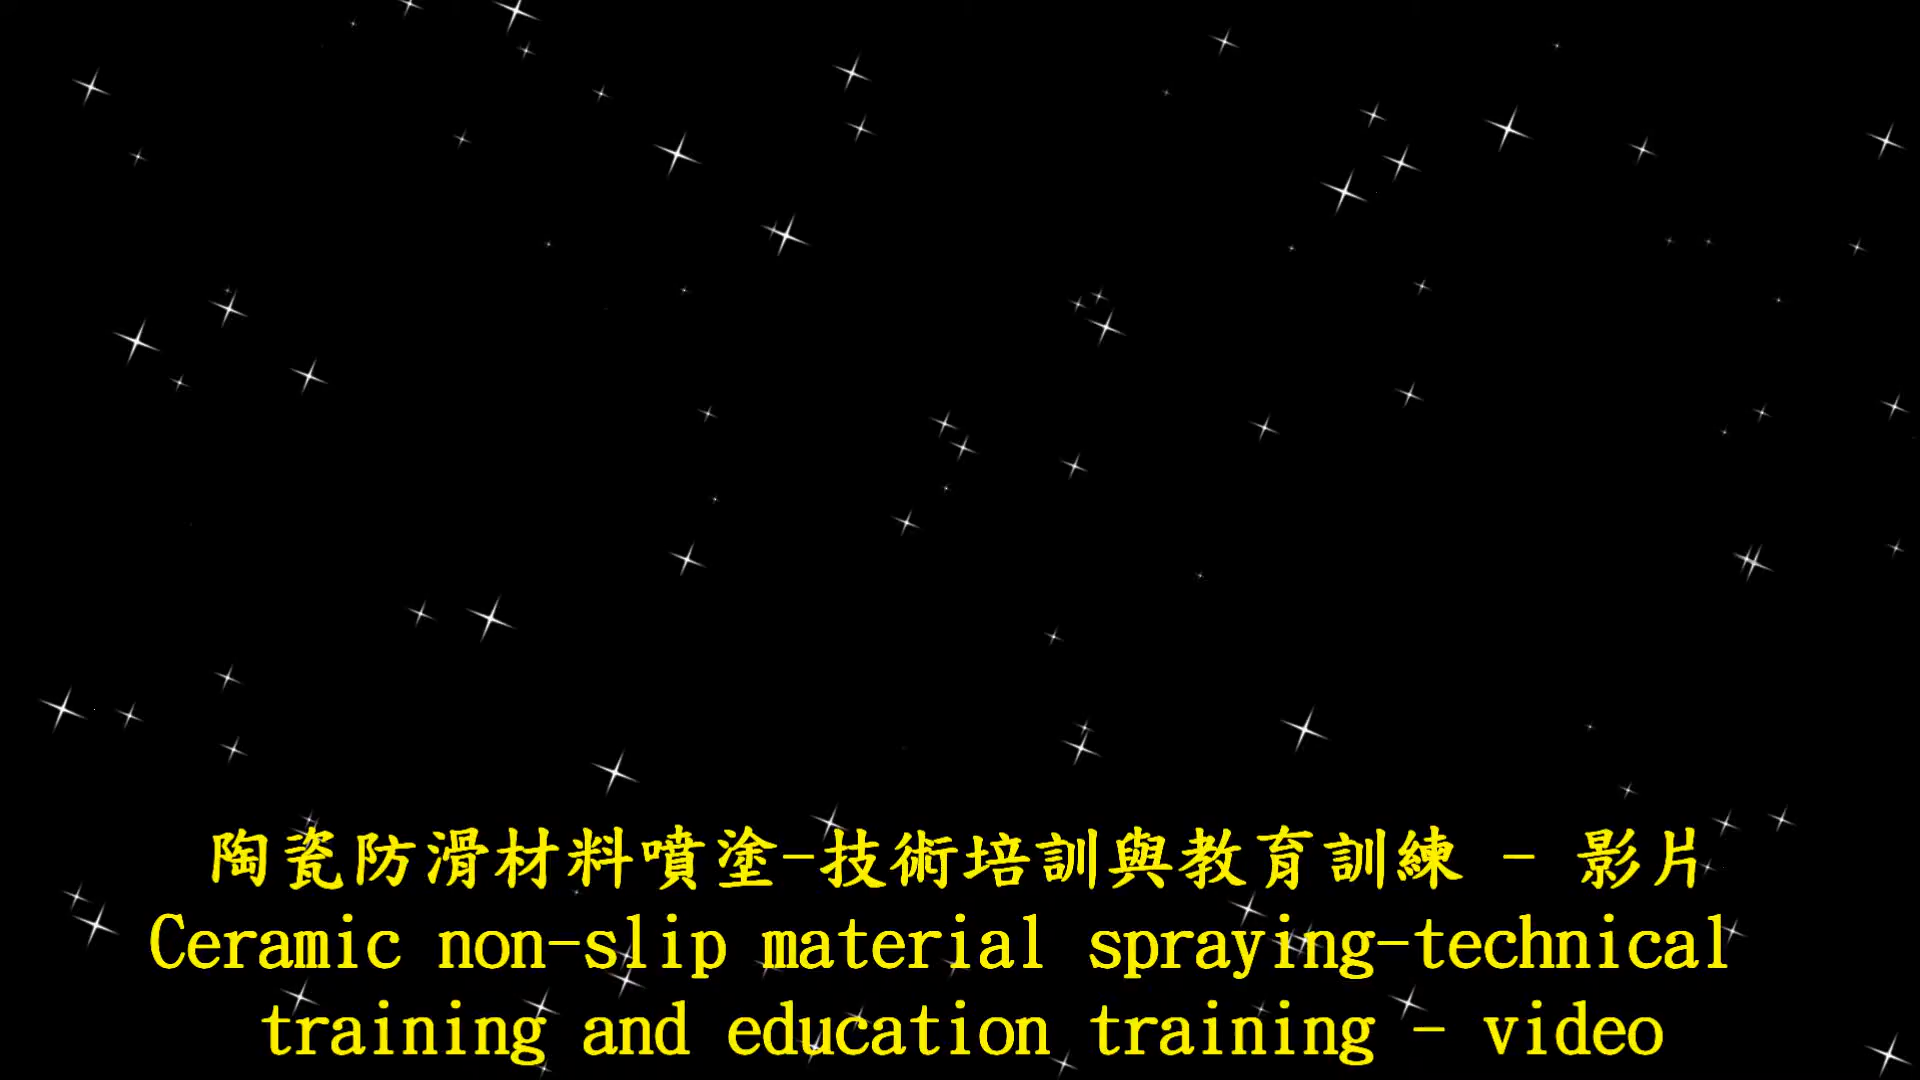 陶瓷防滑材料噴塗-技術培訓與教育訓練 - 影片
Ceramic non-slip material spraying-technical
training and education training - video